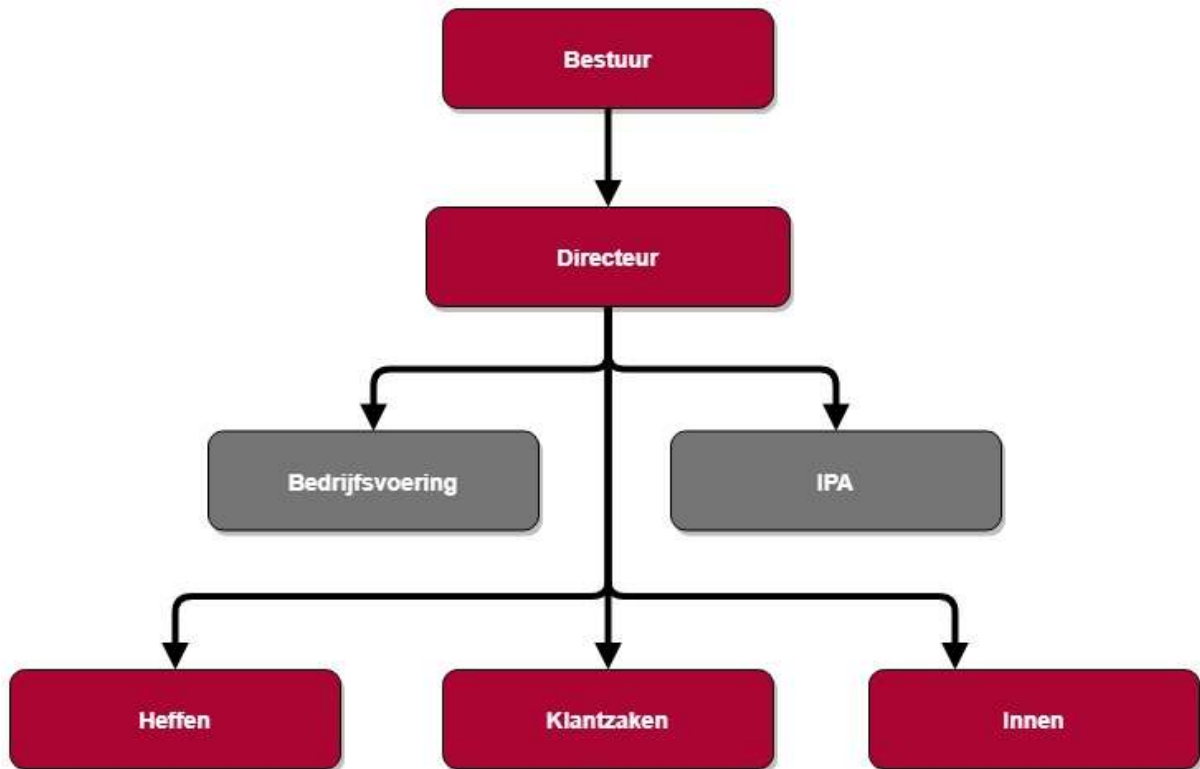 Bestuur
Directeur
Bedrijfsvoering
IPA
Heffen
Klantzaken
Innen